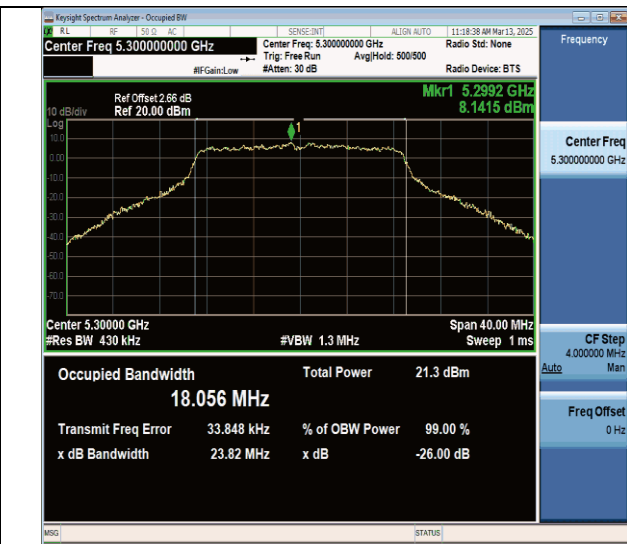 Keysight Spectrum Analyzer - Occupied BW
RL RF 50 Ω AC SENSE:INT ALIGN AUTO 11:18:38 AM Mar 13, 2025
Center Freq 5.300000000 GHz Center Freq: 5.300000000 GHz Radio Std: None
Trig: Free Run Avg|Hold: 500/500
#IFGain:Low #Atten: 30 dB Radio Device: BTS
Frequency
Mkr1 5.2992 GHz
8.1415 dBm
Ref Offset 2.66 dB
10 dB/div Ref 20.00 dBm
Log
10.0
0.00
-10.0
-20.0
-30.0
-40.0
-50.0
-60.0
-70.0
1
Center 5.30000 GHz Span 40.00 MHz
#Res BW 430 kHz #VBW 1.3 MHz Sweep 1 ms
Occupied Bandwidth Total Power 21.3 dBm
18.056 MHz
Transmit Freq Error 33.848 kHz % of OBW Power 99.00 %
x dB Bandwidth 23.82 MHz x dB -26.00 dB
Center Freq
5.300000000 GHz
CF Step
4.000000 MHz
Auto Man
Freq Offset
0 Hz
MSG STATUS